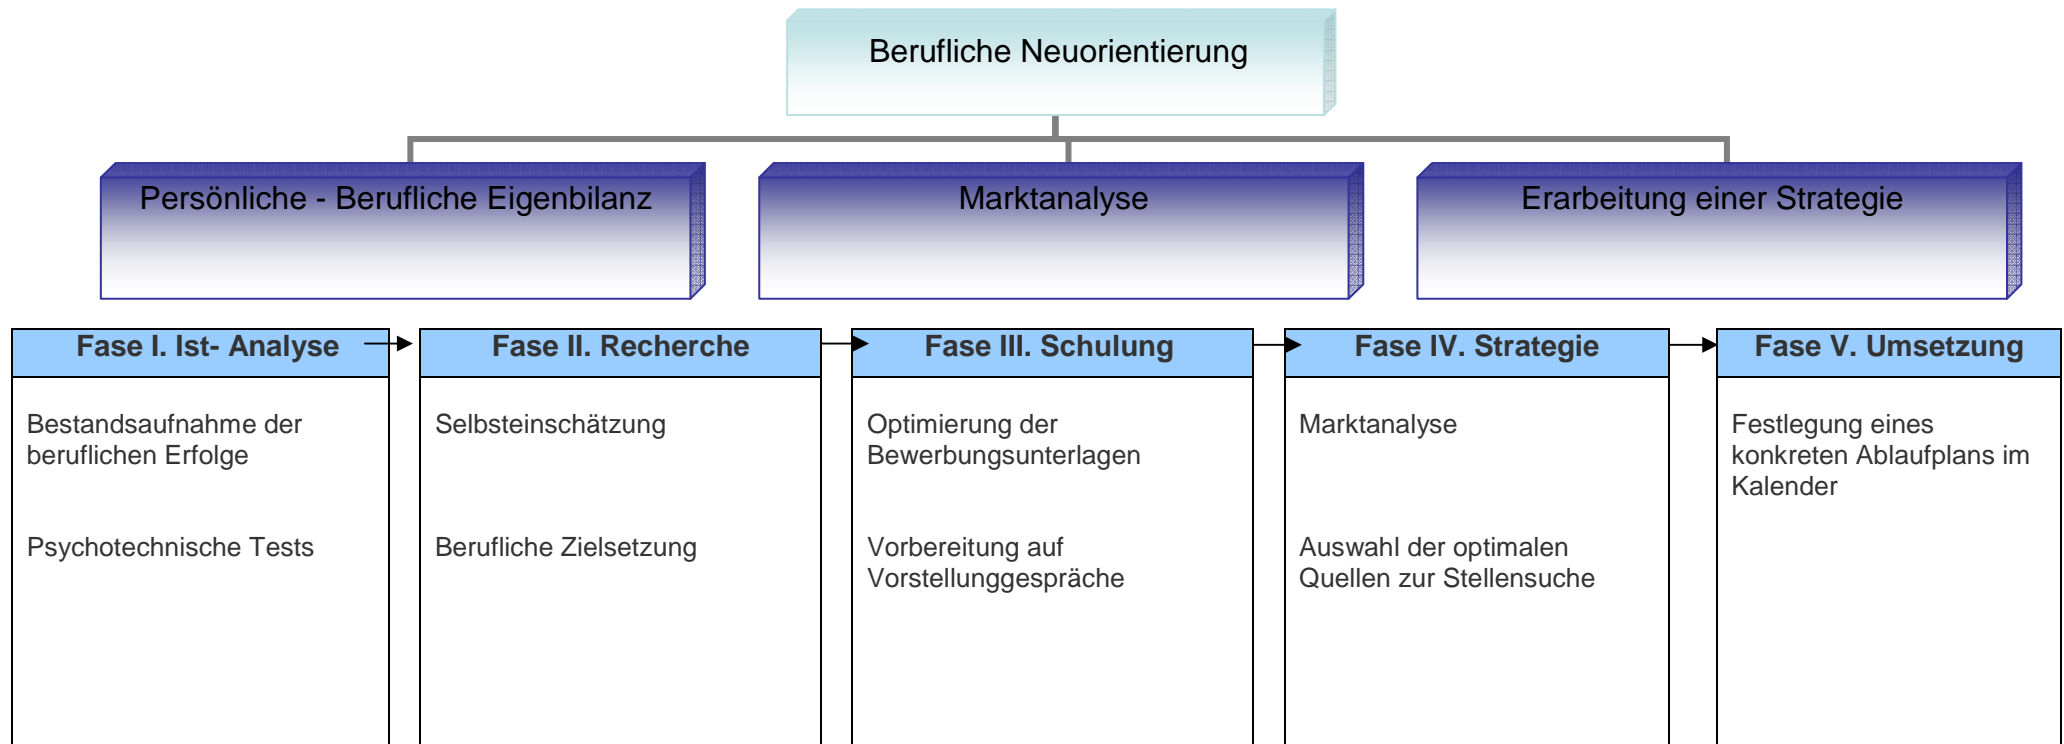 Berufliche Neuorientierung
Persönliche - Berufliche Eigenbilanz
Marktanalyse
Erarbeitung einer Strategie
Fase I. Ist- Analyse
Bestandsaufnahme der
beruflichen Erfolge
Psychotechnische Tests
Fase II. Recherche
Selbsteinschätzung
Berufliche Zielsetzung
Fase III. Schulung
Optimierung der
Bewerbungsunterlagen
Vorbereitung auf
Vorstellunggespräche
Fase IV. Strategie
Marktanalyse
Auswahl der optimalen
Quellen zur Stellensuche
Fase V. Umsetzung
Festlegung eines
konkreten Ablaufplans im
Kalender